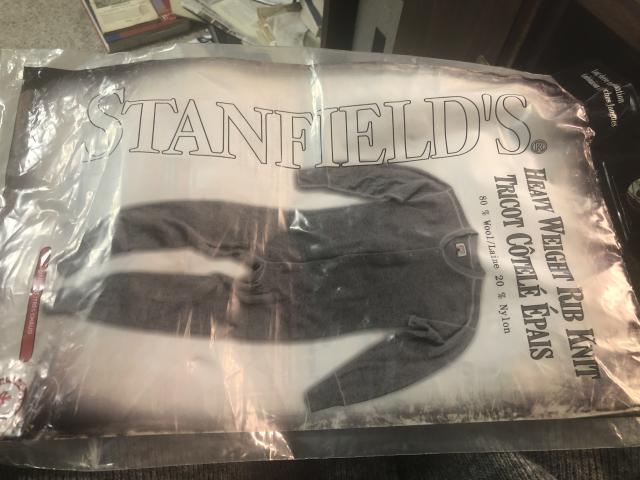 STANFIELD'S®
HEAVY WEIGHT RIB KNIT
TRICOT CÔTELÉ ÉPAIS
80 % Wool/Laine 20 % Nylon